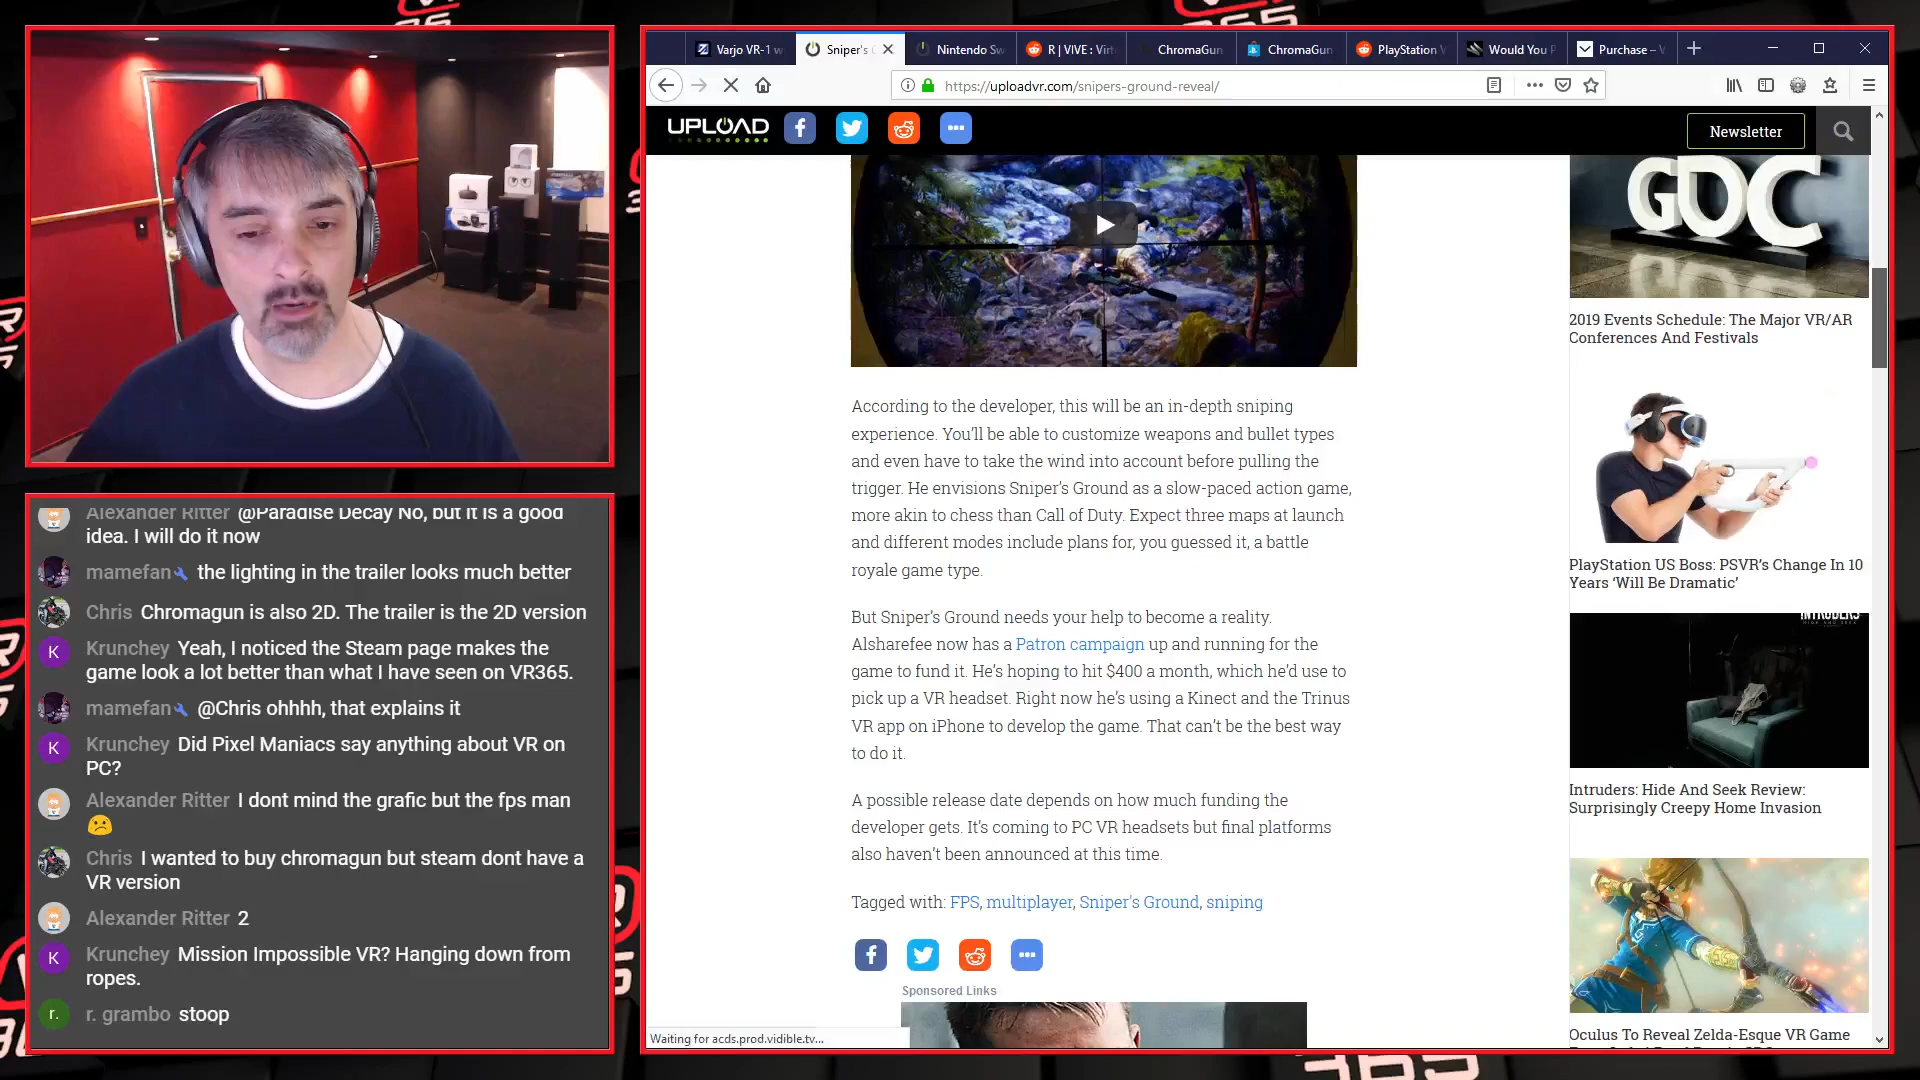 Varjo VR-1 w
Sniper's G
Nintendo Sw
R | VIVE : Virt
ChromaGun
ChromaGun
PlayStation V
Would You P
Purchase – V
https://uploadvr.com/snipers-ground-reveal/
UPLOAD
Newsletter
GDC
2019 Events Schedule: The Major VR/AR
Conferences And Festivals
According to the developer, this will be an in-depth sniping
experience. You'll be able to customize weapons and bullet types
and even have to take the wind into account before pulling the
trigger. He envisions Sniper's Ground as a slow-paced action game,
more akin to chess than Call of Duty. Expect three maps at launch
and different modes include plans for, you guessed it, a battle
royale game type.
But Sniper's Ground needs your help to become a reality.
Alsharefee now has a Patron campaign up and running for the
game to fund it. He's hoping to hit $400 a month, which he'd use to
pick up a VR headset. Right now he's using a Kinect and the Trinus
VR app on iPhone to develop the game. That can't be the best way
to do it.
A possible release date depends on how much funding the
developer gets. It's coming to PC VR headsets but final platforms
also haven't been announced at this time.
Tagged with: FPS, multiplayer, Sniper's Ground, sniping
Sponsored Links
Waiting for acds.prod.vidible.tv...
PlayStation US Boss: PSVR's Change In 10
Years 'Will Be Dramatic'
INTRUDERS
HIDE AND SEEK
Intruders: Hide And Seek Review:
Surprisingly Creepy Home Invasion
Oculus To Reveal Zelda-Esque VR Game
Alexander Ritter @Paradise Decay No, but it is a good
idea. I will do it now
mamefan the lighting in the trailer looks much better
Chris Chromagun is also 2D. The trailer is the 2D version
K
Krunchey Yeah, I noticed the Steam page makes the
game look a lot better than what I have seen on VR365.
mamefan @Chris ohhhh, that explains it
K
Krunchey Did Pixel Maniacs say anything about VR on
PC?
Alexander Ritter I dont mind the grafic but the fps man
Chris I wanted to buy chromagun but steam dont have a
VR version
Alexander Ritter 2
K
Krunchey Mission Impossible VR? Hanging down from
ropes.
r.
r. grambo stoop